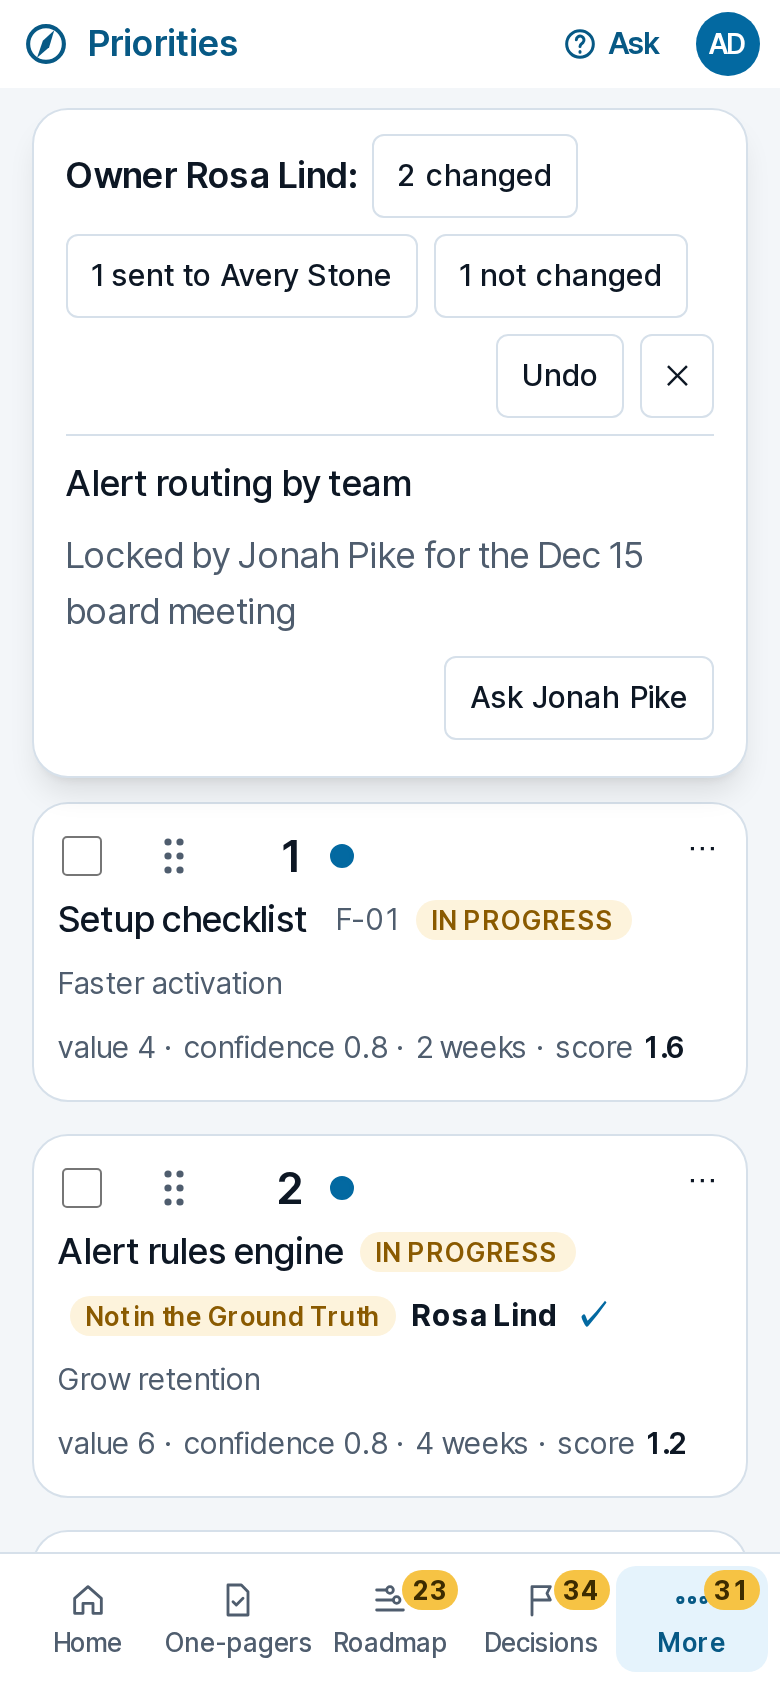 Priorities
Ask
AD
Owner Rosa Lind: 2 changed
1 sent to Avery Stone 1 not changed
Undo ×
Alert routing by team
Locked by Jonah Pike for the Dec 15
board meeting
Ask Jonah Pike
1 ...
Setup checklist F-01 IN PROGRESS
Faster activation
value 4 · confidence 0.8 · 2 weeks · score 1.6
2 ...
Alert rules engine IN PROGRESS
Not in the Ground Truth Rosa Lind ✓
Grow retention
value 6 · confidence 0.8 · 4 weeks · score 1.2
23 34 31
Home One-pagers Roadmap Decisions More